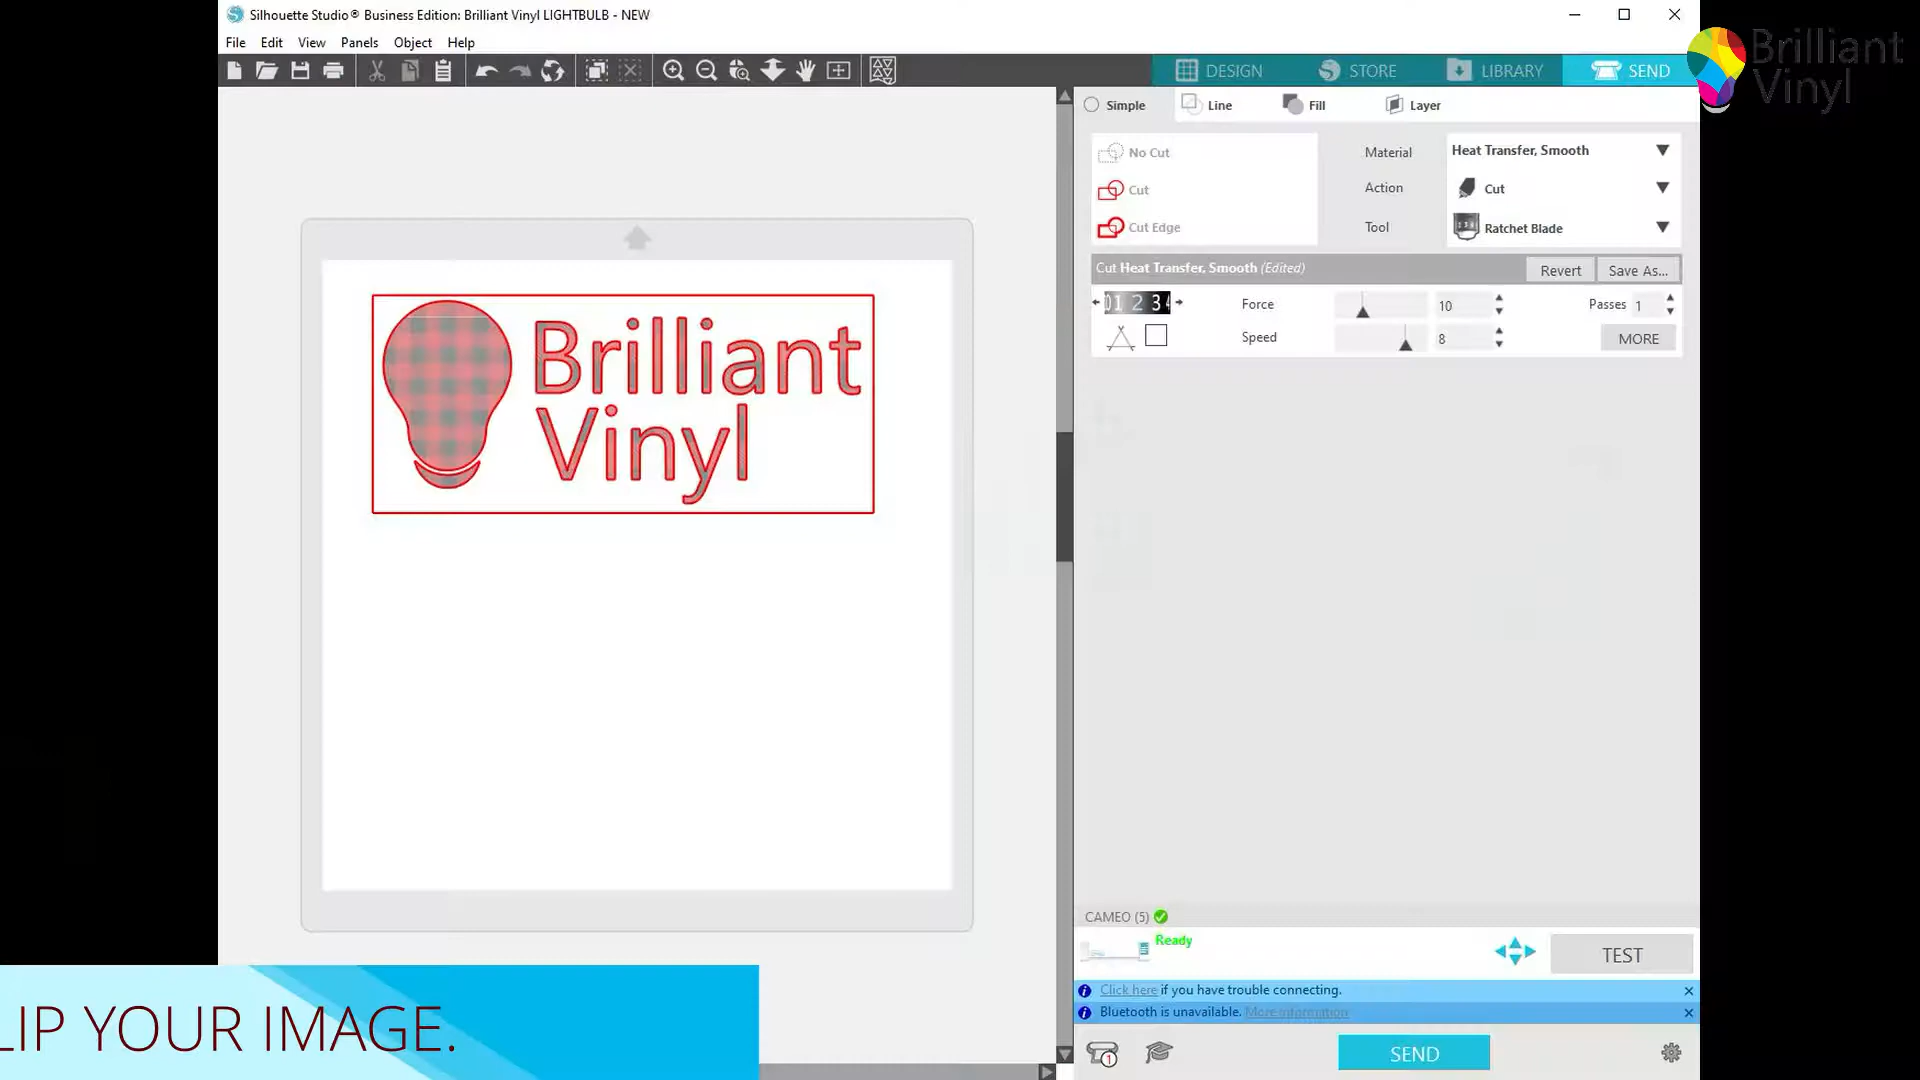 Silhouette Studio® Business Edition: Brilliant Vinyl LIGHTBULB - NEW
File Edit View Panels Object Help
DESIGN STORE LIBRARY SEND
Brilliant
Vinyl
Simple Line Fill Layer
No Cut
Cut
Cut Edge
Material Heat Transfer, Smooth
Action Cut
Tool Ratchet Blade
Cut Heat Transfer, Smooth (Edited) Revert Save As...
Force 10 Passes 1
Speed 8 MORE
Brilliant
Vinyl
CAMEO (5)
Ready
TEST
Click here if you have trouble connecting.
Bluetooth is unavailable. More information
1
SEND
LIP YOUR IMAGE.